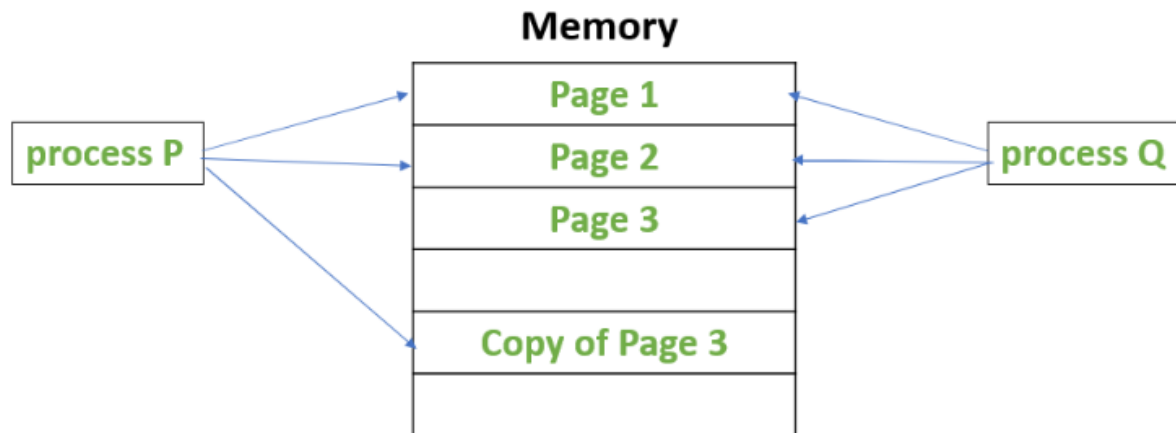 Memory
Page 1
process P
Page 2
process Q
Page 3
Copy of Page 3